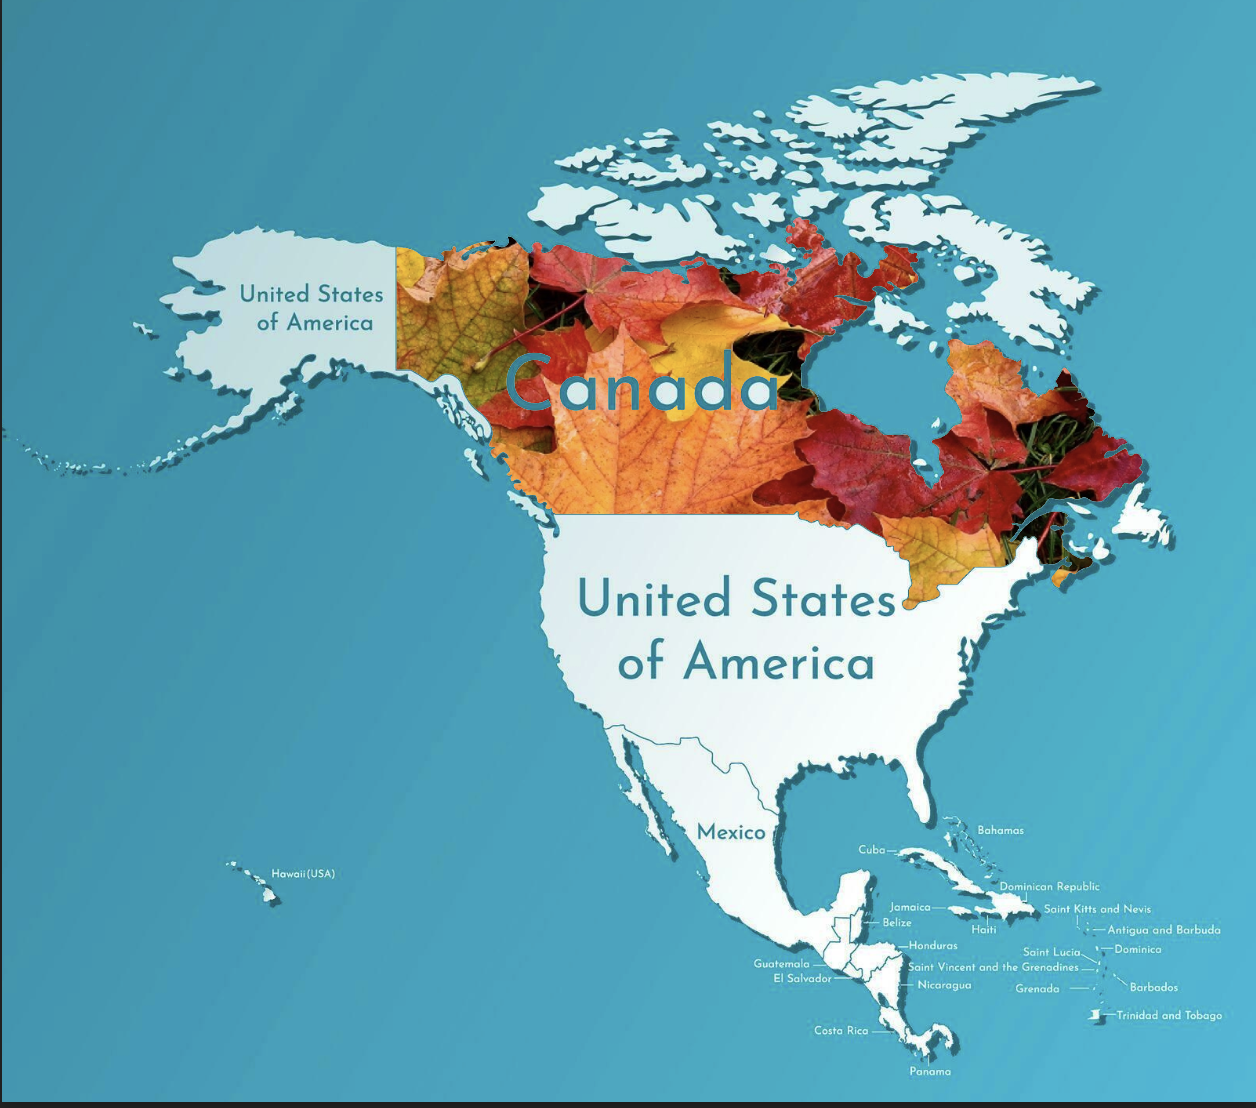 United States
of America
Canada
United States
of America
Mexico
Hawaii(USA)
Bahamas
Cuba
Dominican Republic
Jamaica
Saint Kitts and Nevis
Belize
Haiti
Antigua and Barbuda
Honduras
Saint Lucia
Dominica
Guatemala
Saint Vincent and the Grenadines
El Salvador
Nicaragua
Grenada
Barbados
Trinidad and Tobago
Costa Rica
Panama